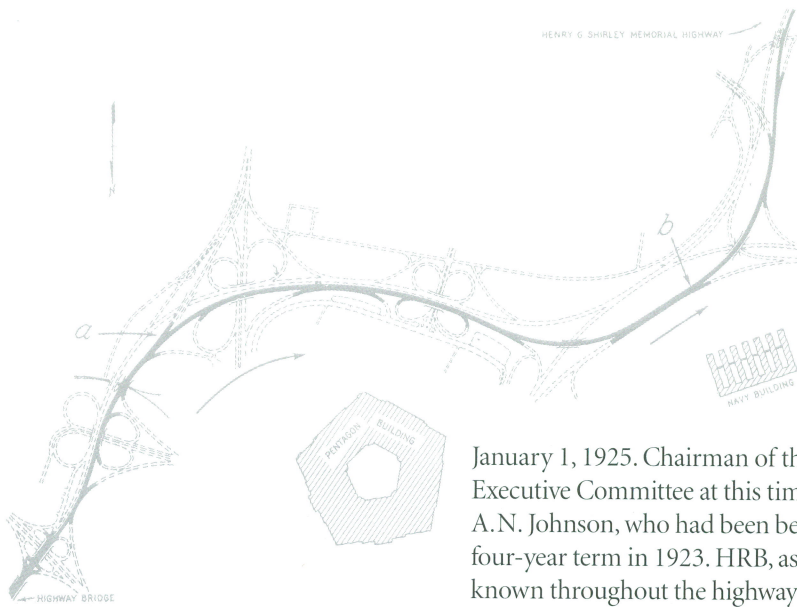 HENRY G SHIRLEY MEMORIAL HIGHWAY
N
b
a
NAVY BUILDING
PENTAGON BUILDING
HIGHWAY BRIDGE
January 1, 1925. Chairman of th
Executive Committee at this tim
A.N. Johnson, who had been be
four-year term in 1923. HRB, as
known throughout the highway